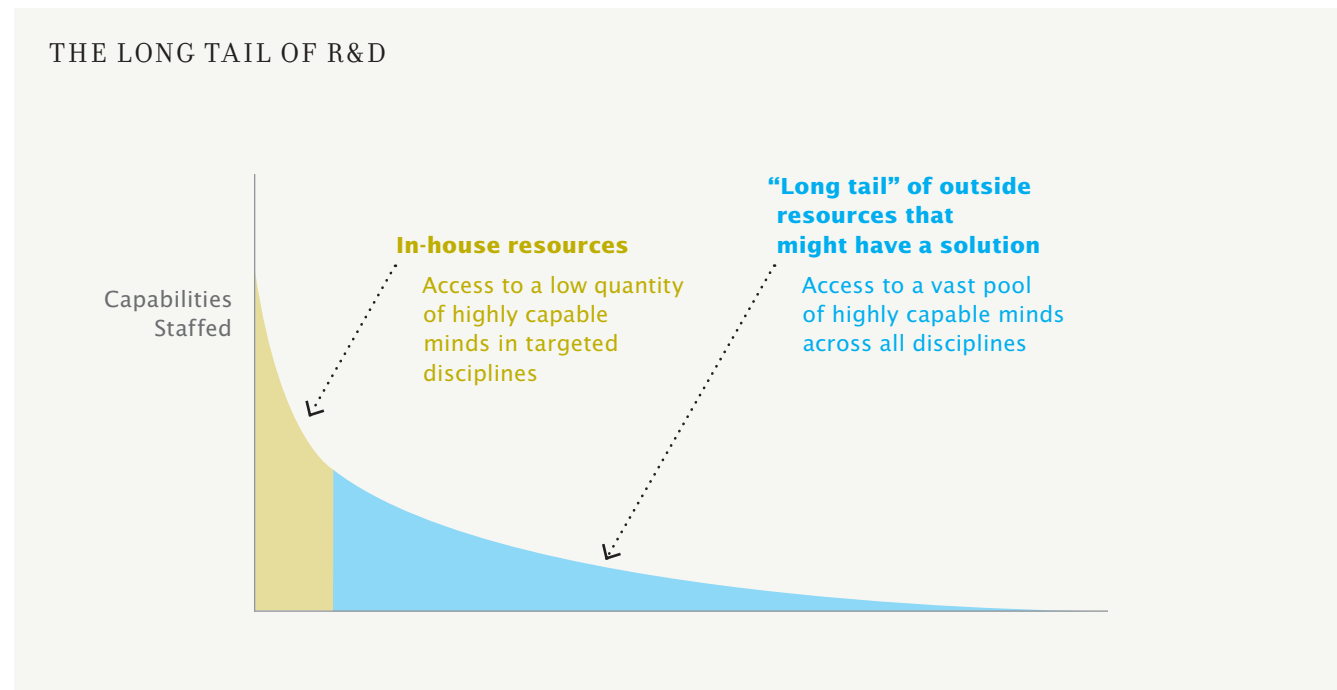 THE LONG TAIL OF R&D
“Long tail” of outside
resources that
might have a solution
In-house resources
Access to a low quantity
of highly capable
minds in targeted
disciplines
Access to a vast pool
of highly capable minds
across all disciplines
Capabilities
Staffed